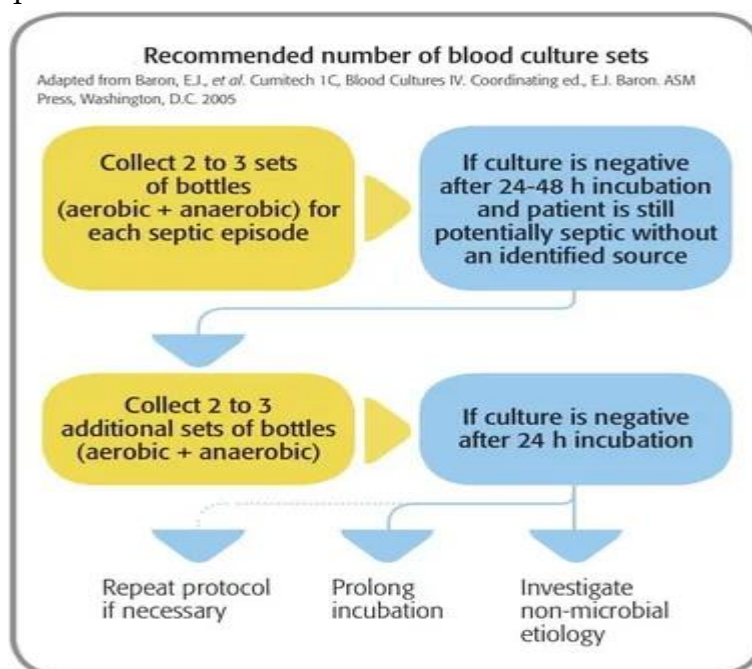 Recommended number of blood culture sets
Adapted from Baron, E.J., et al. Cumitech 1C, Blood Cultures IV. Coordinating ed., E.J. Baron. ASM
Press, Washington, D.C. 2005
Collect 2 to 3 sets
of bottles
(aerobic + anaerobic) for
each septic episode
If culture is negative
after 24-48 h incubation
and patient is still
potentially septic without
an identified source
Collect 2 to 3
additional sets of bottles
(aerobic + anaerobic)
If culture is negative
after 24 h incubation
Repeat protocol
if necessary
Prolong
incubation
Investigate
non-microbial
etiology